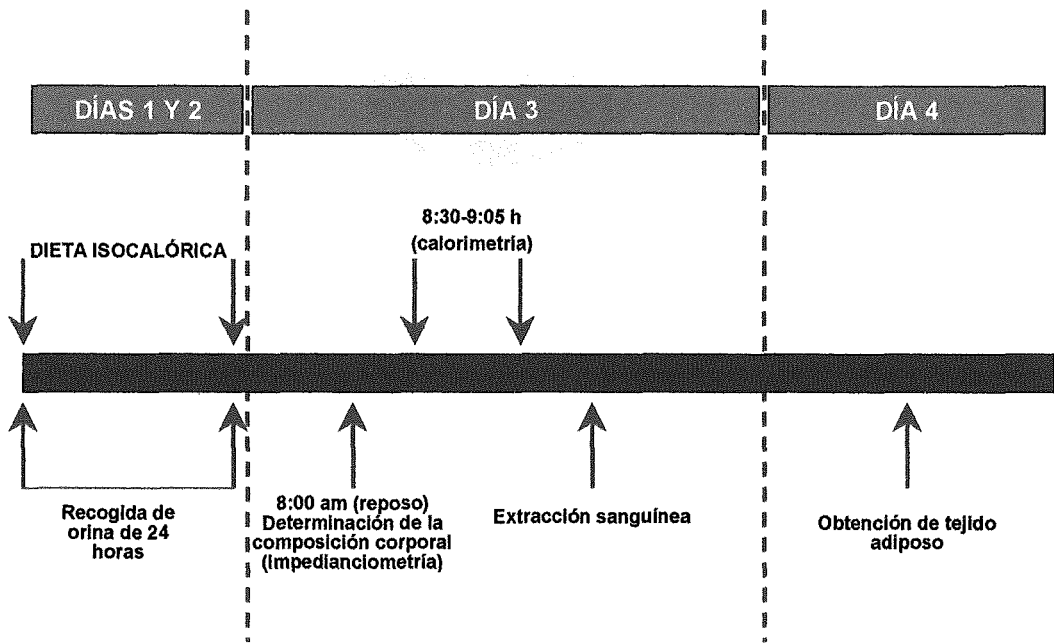 DÍAS 1 Y 2
DÍA 3
DÍA 4
DIETA ISOCALÓRICA
8:30-9:05 h
(calorimetría)
Recogida de
orina de 24
horas
8:00 am (reposo)
Determinación de la
composición corporal
(Impedianciometría)
Extracción sanguínea
Obtención de tejido
adiposo